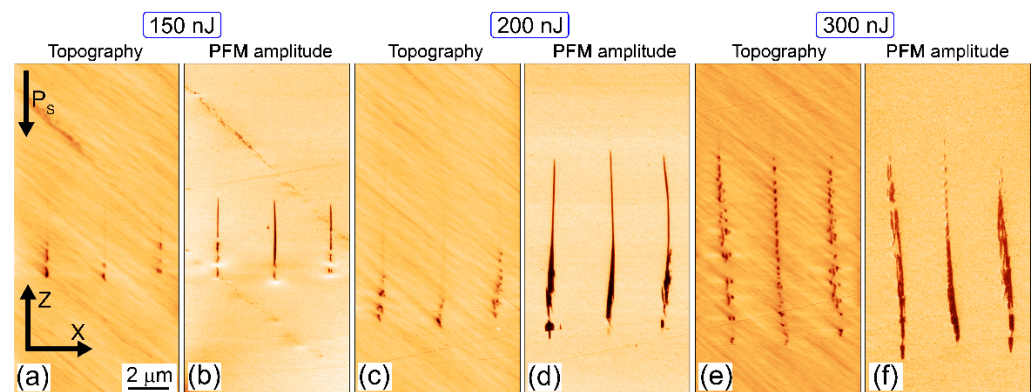 150 nJ
200 nJ
300 nJ
Topography
PFM amplitude
Topography
PFM amplitude
Topography
PFM amplitude
Ps
Z
X
2 μm
(a)
(b)
(c)
(d)
(e)
(f)